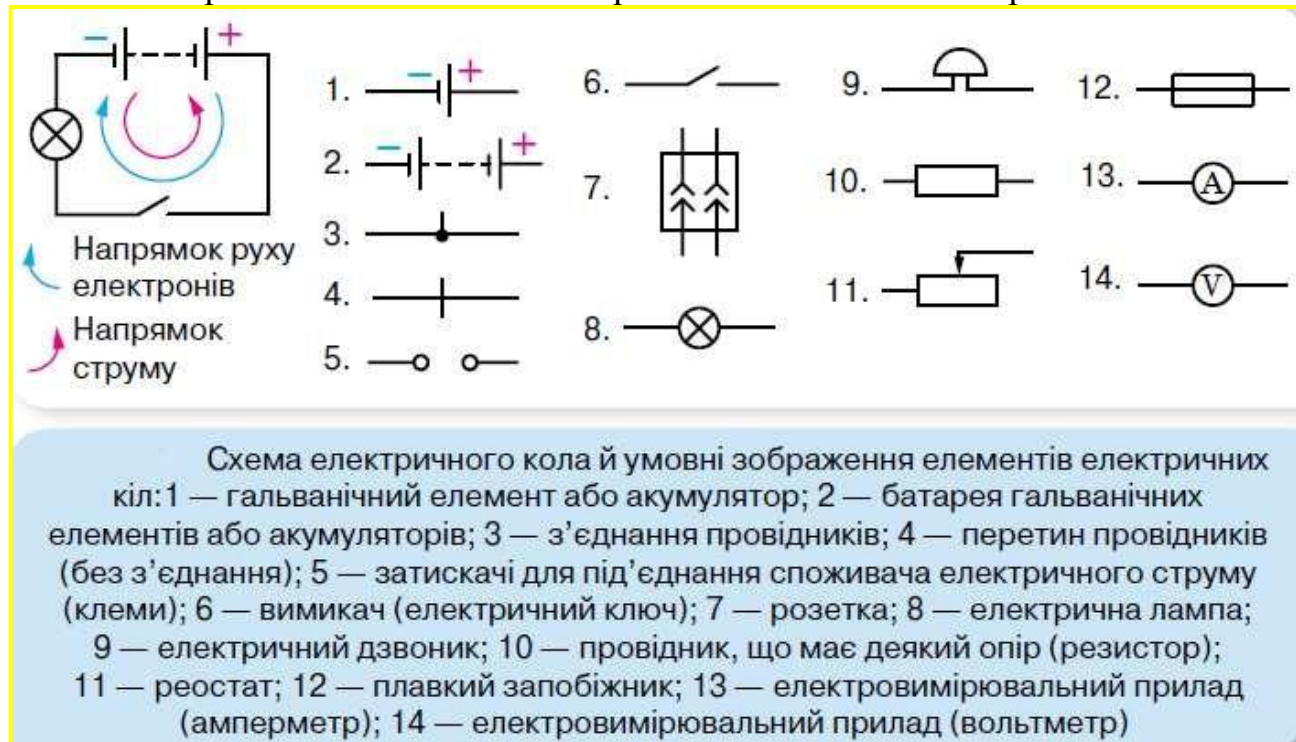 − +
Напрямок руху
електронів
Напрямок
струму
1. − +
2. − +
3.
4.
5.
6.
7.
8.
9.
10.
11.
12.
13. A
14. V
Схема електричного кола й умовні зображення елементів електричних
кіл:1 — гальванічний елемент або акумулятор; 2 — батарея гальванічних
елементів або акумуляторів; 3 — з’єднання провідників; 4 — перетин провідників
(без з’єднання); 5 — затискачі для під’єднання споживача електричного струму
(клеми); 6 — вимикач (електричний ключ); 7 — розетка; 8 — електрична лампа;
9 — електричний дзвоник; 10 — провідник, що має деякий опір (резистор);
11 — реостат; 12 — плавкий запобіжник; 13 — електровимірювальний прилад
(амперметр); 14 — електровимірювальний прилад (вольтметр)